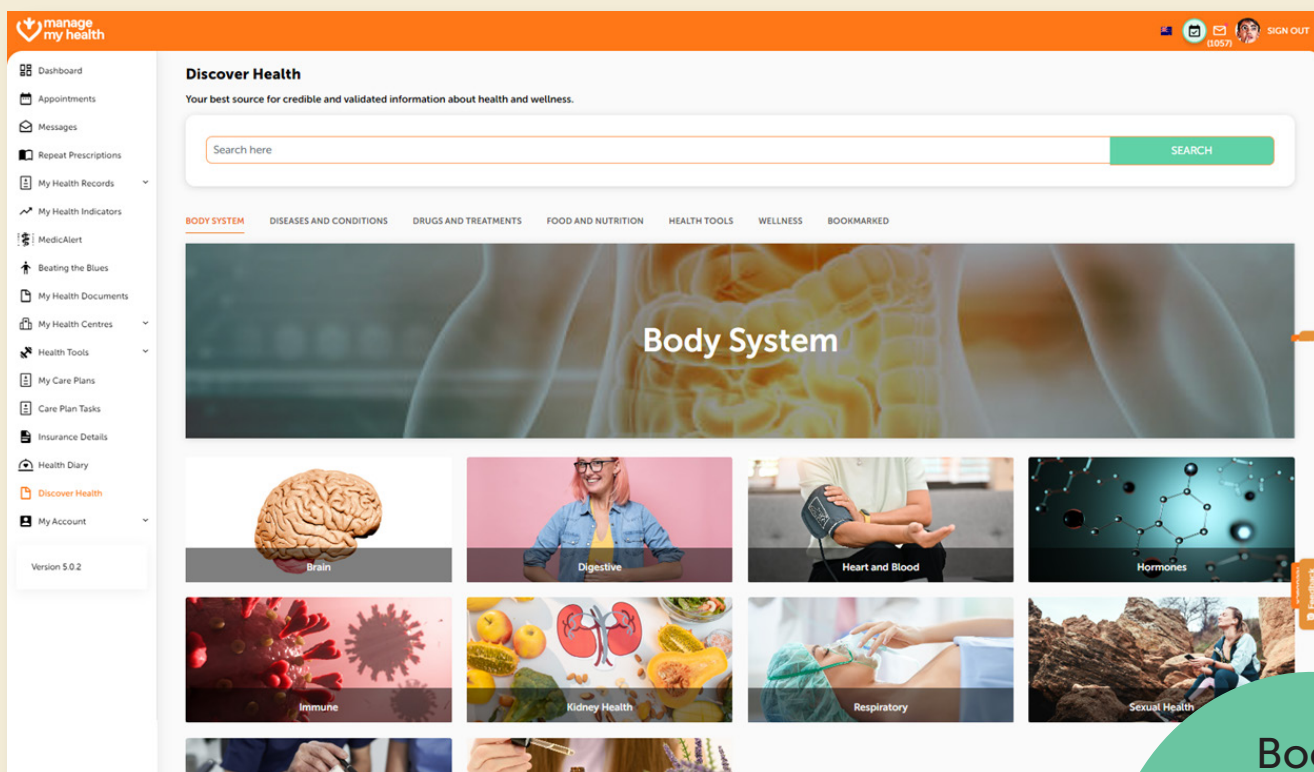 manage
my health
(1057)
SIGN OUT
Dashboard
Appointments
Messages
Repeat Prescriptions
My Health Records
My Health Indicators
MedicAlert
Beating the Blues
My Health Documents
My Health Centres
Health Tools
My Care Plans
Care Plan Tasks
Insurance Details
Health Diary
Discover Health
My Account
Version 5.0.2
Discover Health
Your best source for credible and validated information about health and wellness.
Search here
SEARCH
BODY SYSTEM DISEASES AND CONDITIONS DRUGS AND TREATMENTS FOOD AND NUTRITION HEALTH TOOLS WELLNESS BOOKMARKED
Body System
Brain Digestive Heart and Blood Hormones
Immune Kidney Health Respiratory Sexual Health
Feedback